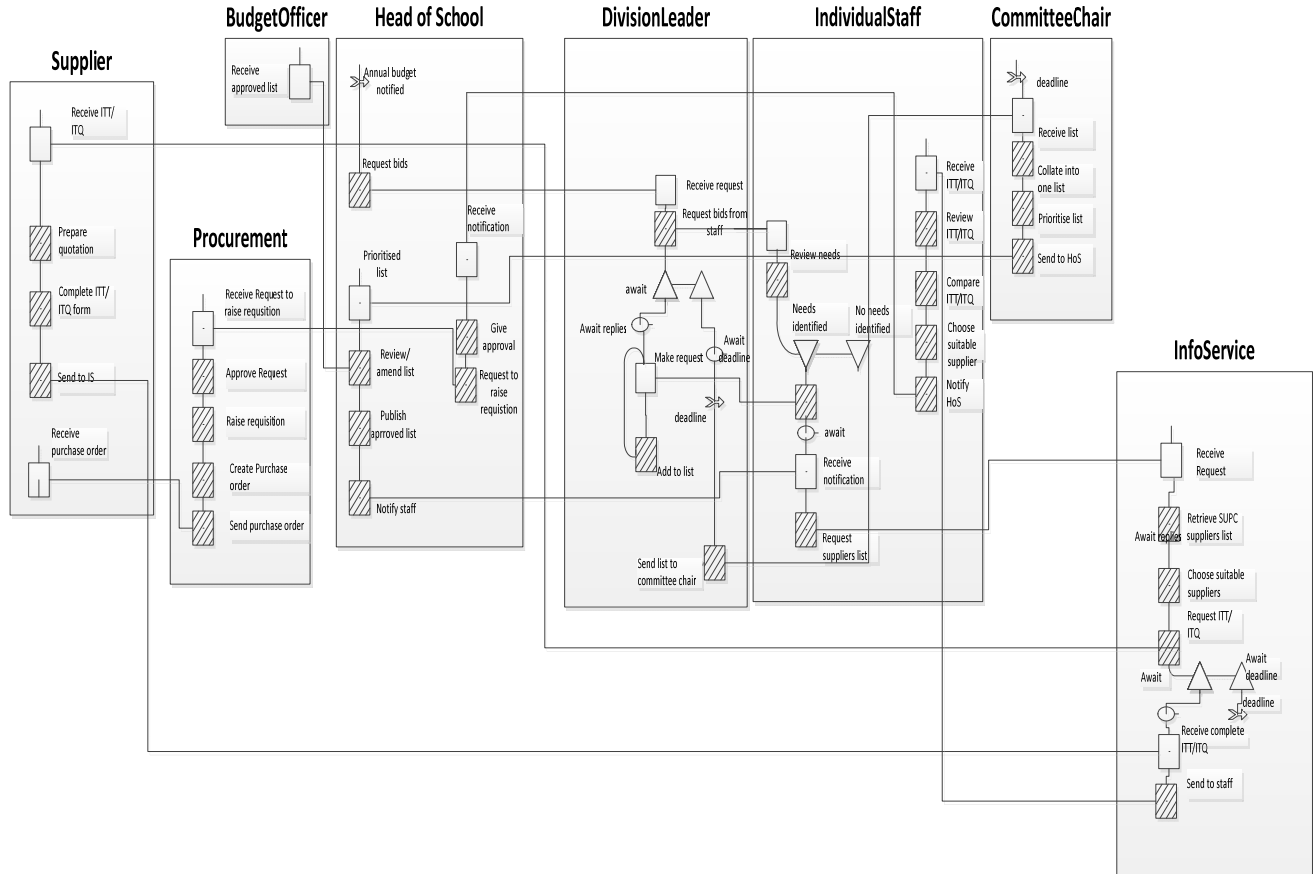 BudgetOfficer
Receive
approved list
Head of School
Annual budget
notified
Request bids
Receive
notification
Prioritised
list
Give
approval
Review/
amend list
Request to
raise
requistion
Publish
aprroved list
Notify staff
DivisionLeader
Receive request
Request bids from
staff
await
Await replies
Await
deadline
Make request
deadline
Add to list
Send list to
committee chair
IndividualStaff
Review needs
Needs
identified
No needs
identified
await
Receive
notification
Request
suppliers list
Receive
ITT/ITQ
Review
ITT/ITQ
Compare
ITT/ITQ
Choose
suitable
supplier
Notify
HoS
CommitteeChair
deadline
Receive list
Collate into
one list
Prioritise list
Send to HoS
Supplier
Receive ITT/
ITQ
Prepare
quotation
Complete ITT/
ITQ form
Send to IS
Receive
purchase order
Procurement
Receive Request to
raise requsition
Approve Request
Raise requisition
Create Purchase
order
Send purchase order
InfoService
Receive
Request
Retrieve SUPC
suppliers list
Await replies
Choose suitable
suppliers
Request ITT/
ITQ
Await
Await
deadline
deadline
Receive complete
ITT/ITQ
Send to staff